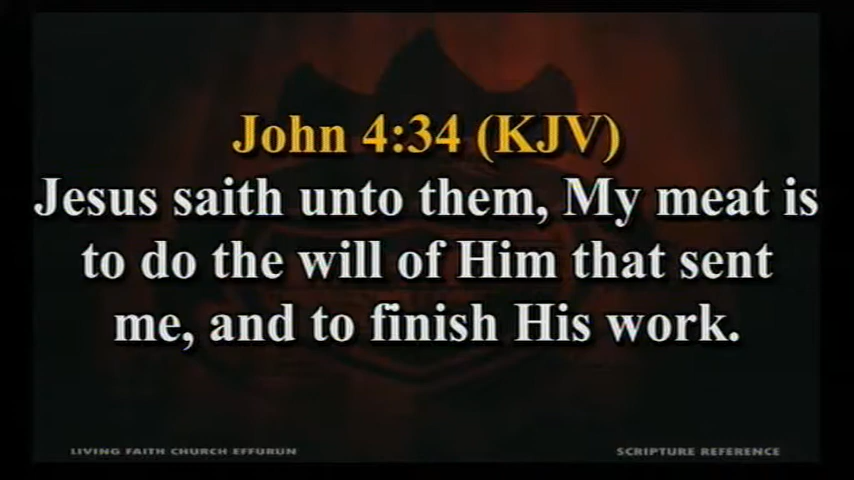 John 4:34 (KJV)
Jesus saith unto them, My meat is
to do the will of Him that sent
me, and to finish His work.
LIVING FAITH CHURCH EFFURUN
SCRIPTURE REFERENCE